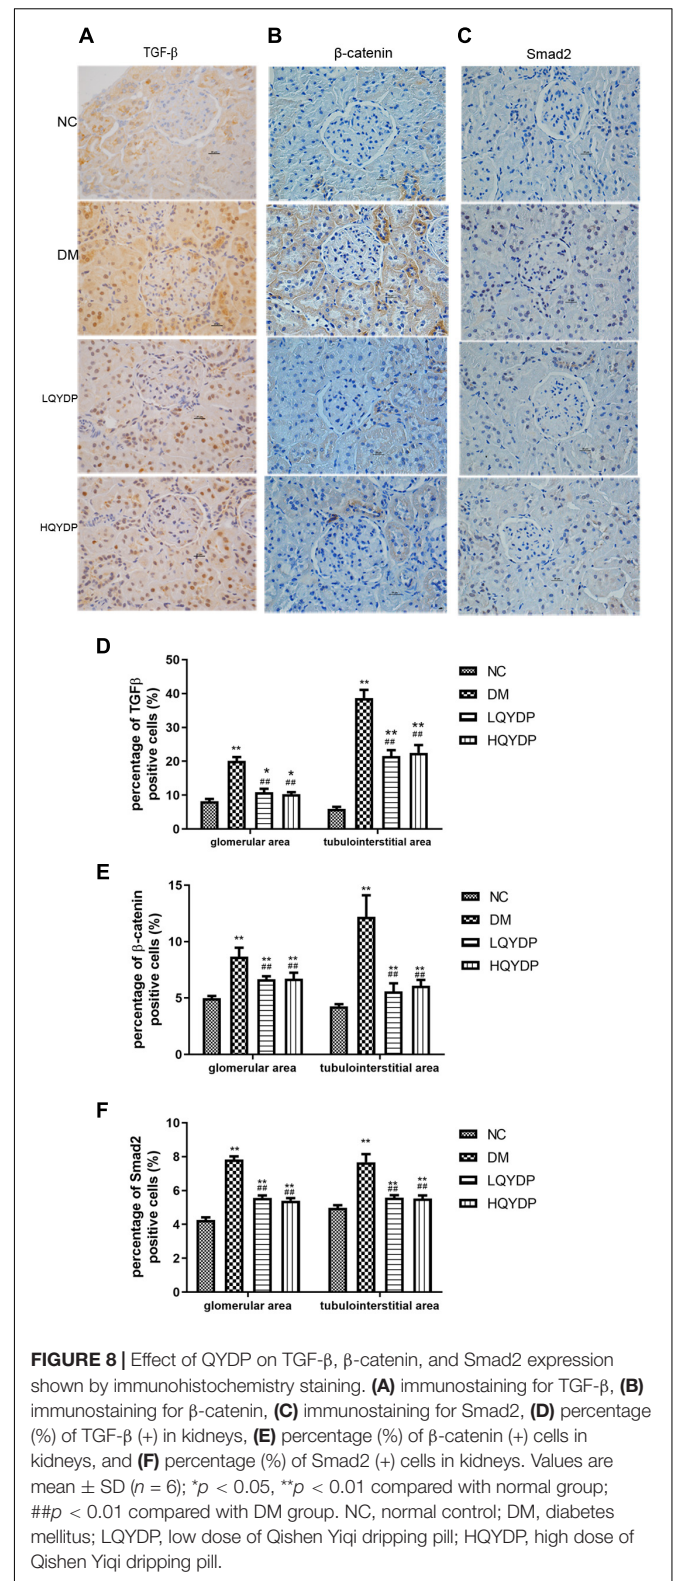 A
B
C
TGF-β
β-catenin
Smad2
NC
DM
LQYDP
HQYDP
D
percentage of TGFβ
positive cells (%)
50
40
30
20
10
0
**
*
##
*
##
**
**
##
**
##
glomerular area
tubulointerstitial area
NC
DM
LQYDP
HQYDP
E
percentage of β-catenin
positive cells (%)
15
10
5
0
**
**
##
**
##
**
**
##
**
##
glomerular area
tubulointerstitial area
NC
DM
LQYDP
HQYDP
F
percentage of Smad2
positive cells (%)
10
8
6
4
2
0
**
**
##
**
##
**
**
##
**
##
glomerular area
tubulointerstitial area
NC
DM
LQYDP
HQYDP
FIGURE 8 | Effect of QYDP on TGF-β, β-catenin, and Smad2 expression
shown by immunohistochemistry staining. (A) immunostaining for TGF-β, (B)
immunostaining for β-catenin, (C) immunostaining for Smad2, (D) percentage
(%) of TGF-β (+) in kidneys, (E) percentage (%) of β-catenin (+) cells in
kidneys, and (F) percentage (%) of Smad2 (+) cells in kidneys. Values are
mean ± SD (n = 6); *p < 0.05, **p < 0.01 compared with normal group;
##p < 0.01 compared with DM group. NC, normal control; DM, diabetes
mellitus; LQYDP, low dose of Qishen Yiqi dripping pill; HQYDP, high dose of
Qishen Yiqi dripping pill.